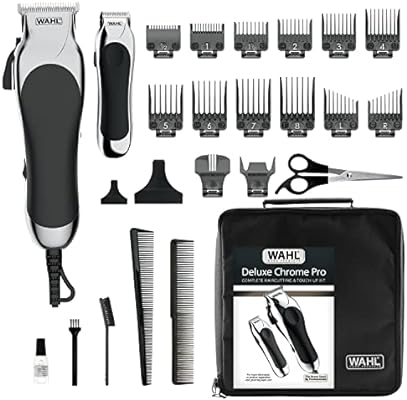 WAHL
WAHL
½
1
1½
2
3
4
5
6
7
8
L
R
WAHL
Deluxe Chrome Pro
COMPLETE HAIRCUTTING & TOUCH UP KIT
WAHL